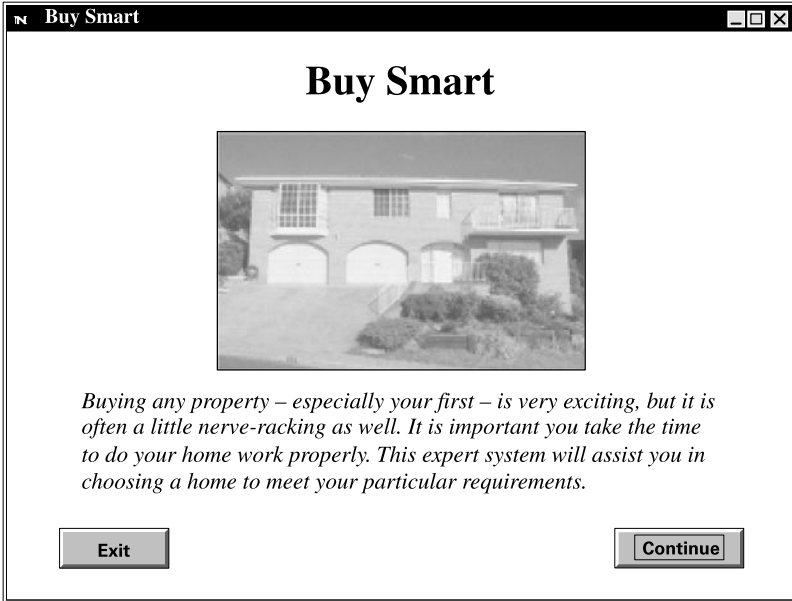 Buy Smart
Buy Smart
Buying any property – especially your first – is very exciting, but it is
often a little nerve-racking as well. It is important you take the time
to do your home work properly. This expert system will assist you in
choosing a home to meet your particular requirements.
Exit
Continue